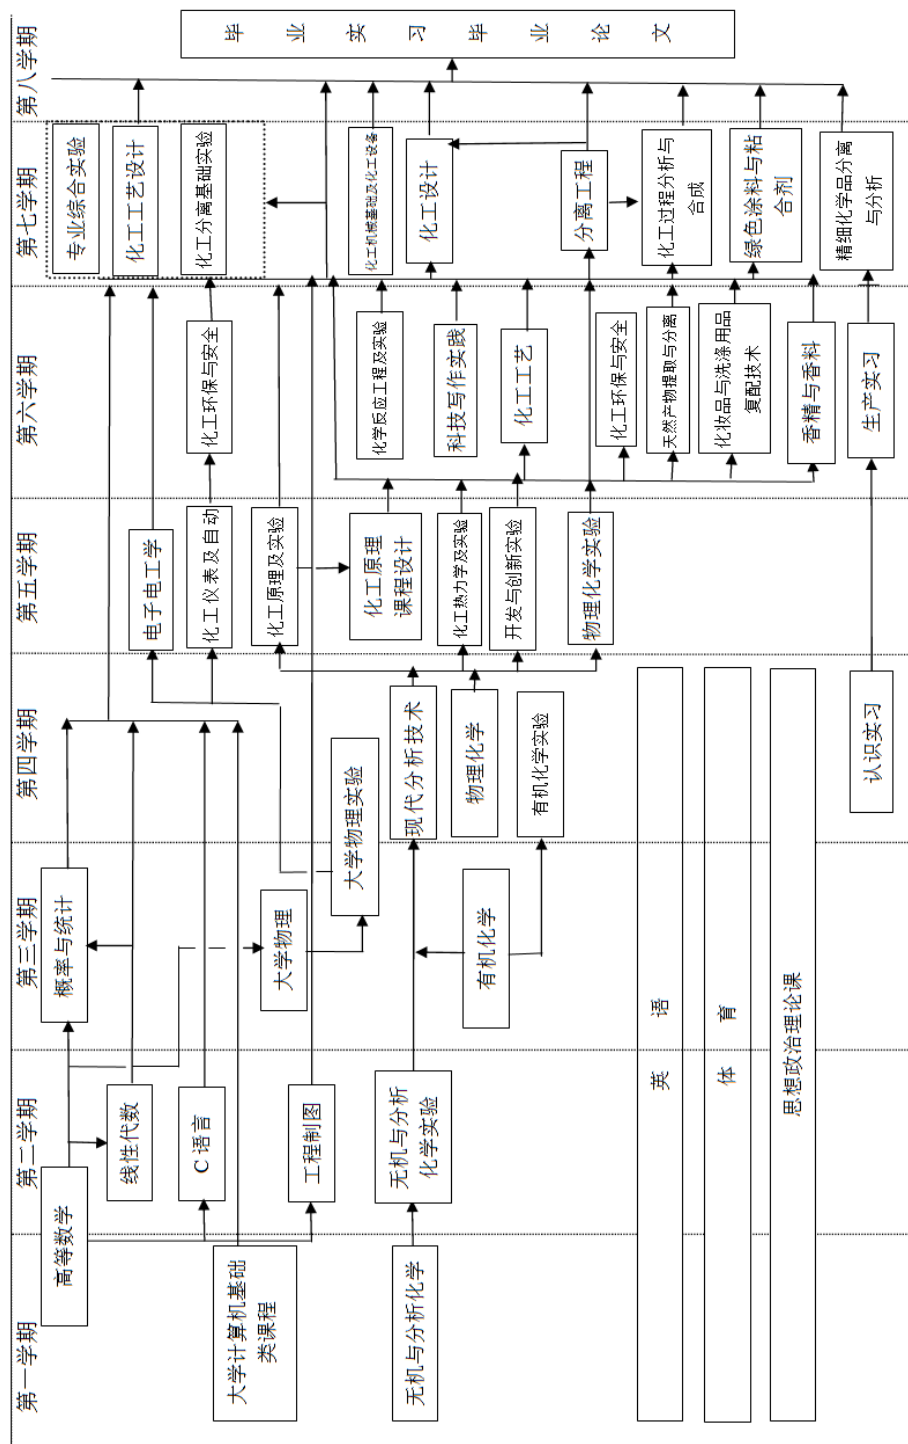 第一学期
第二学期
第三学期
第四学期
第五学期
第六学期
第七学期
第八学期
高等数学
大学计算机基础
类课程
无机与分析化学
线性代数
C 语言
工程制图
无机与分析
化学实验
概率与统计
大学物理
有机化学
大学物理实验
现代分析技术
物理化学
有机化学实验
认识实习
电子电工学
化工仪表及自动
化工原理及实验
化工原理
课程设计
化工热力学及实验
开发与创新实验
物理化学实验
化工环保与安全
化学反应工程及实验
科技写作实践
化工工艺
化工环保与安全
天然产物提取与分离
化妆品与洗涤用品
复配技术
香精与香料
生产实习
专业综合实验
化工工艺设计
化工分离基础实验
化工机械基础及化工设备
化工设计
分离工程
化工过程分析与
合成
绿色涂料与粘
合剂
精细化学品分离
与分析
毕 业 实 习 毕 业 论 文
英 语
体 育
思想政治理论课